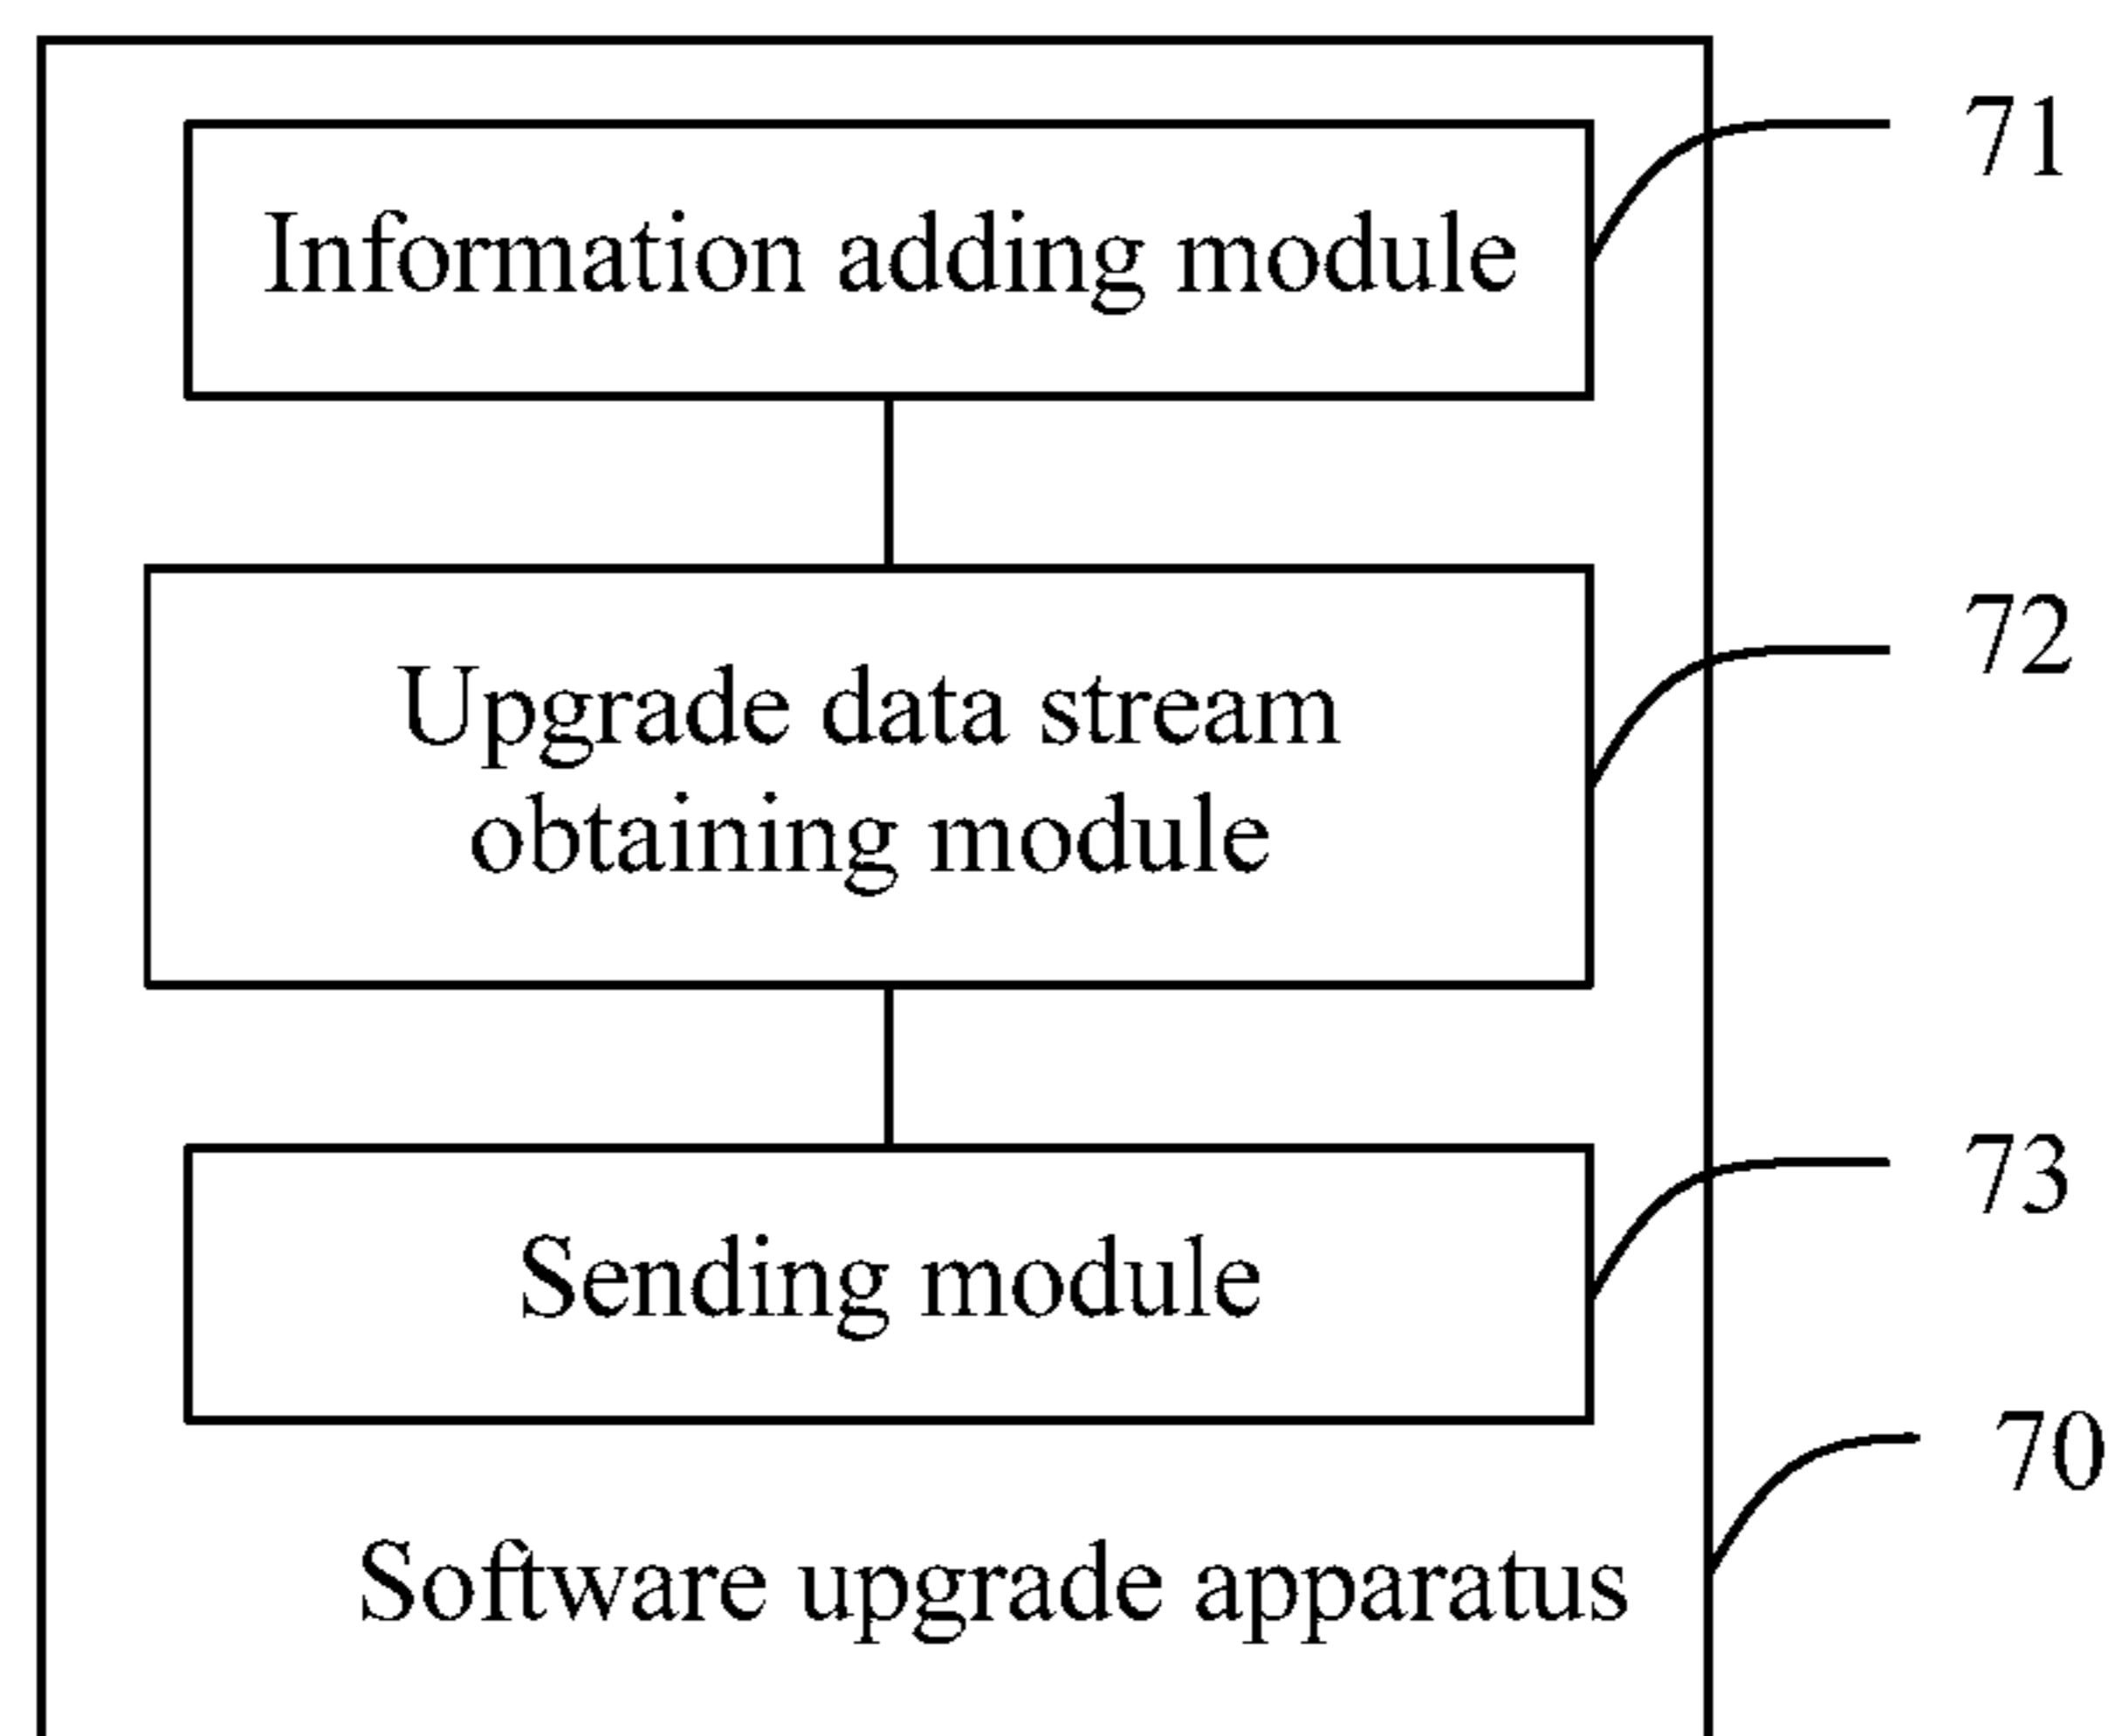 Information adding module
71
Upgrade data stream
obtaining module
72
Sending module
73
70
Software upgrade apparatus